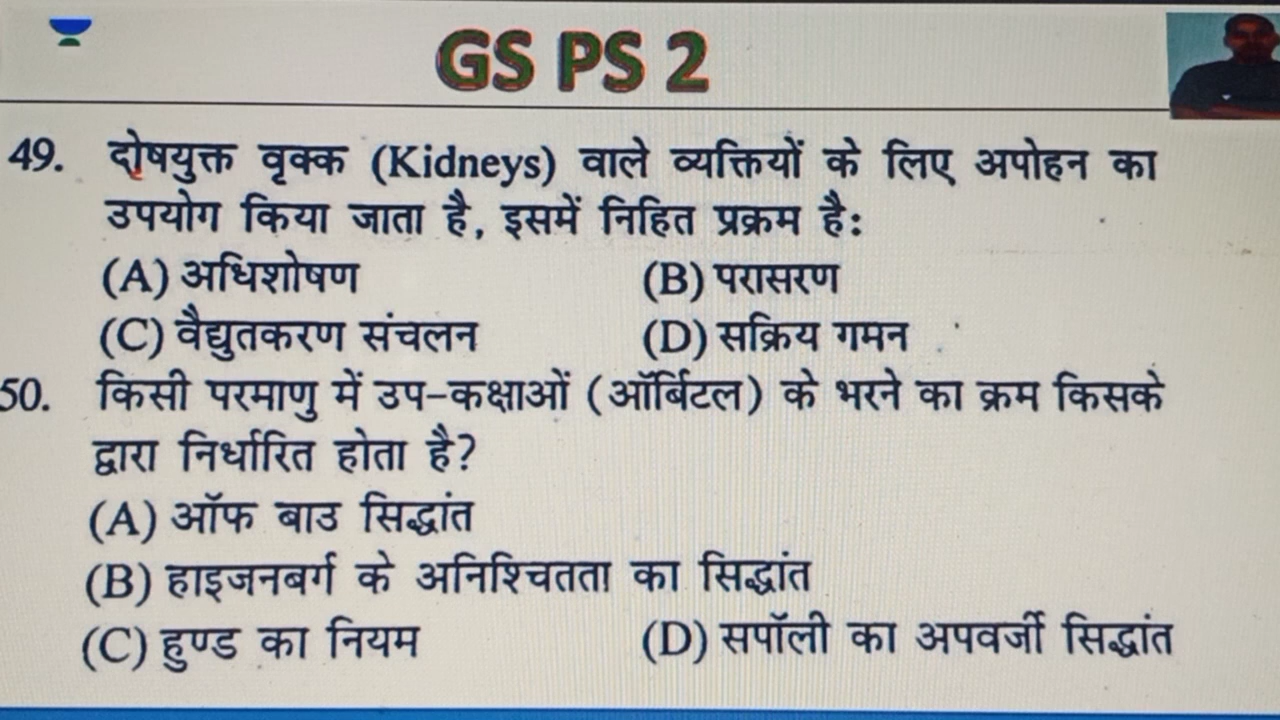 GS PS 2
49. दोषयुक्त वृक्क (Kidneys) वाले व्यक्तियों के लिए अपोहन का
उपयोग किया जाता है, इसमें निहित प्रक्रम है:
(A) अधिशोषण (B) परासरण
(C) वैद्युतकरण संचलन (D) सक्रिय गमन
50. किसी परमाणु में उप-कक्षाओं (ऑर्बिटल) के भरने का क्रम किसके
द्वारा निर्धारित होता है?
(A) ऑफ बाउ सिद्धांत
(B) हाइजनबर्ग के अनिश्चितता का सिद्धांत
(C) हुण्ड का नियम (D) सपॉली का अपवर्जी सिद्धांत